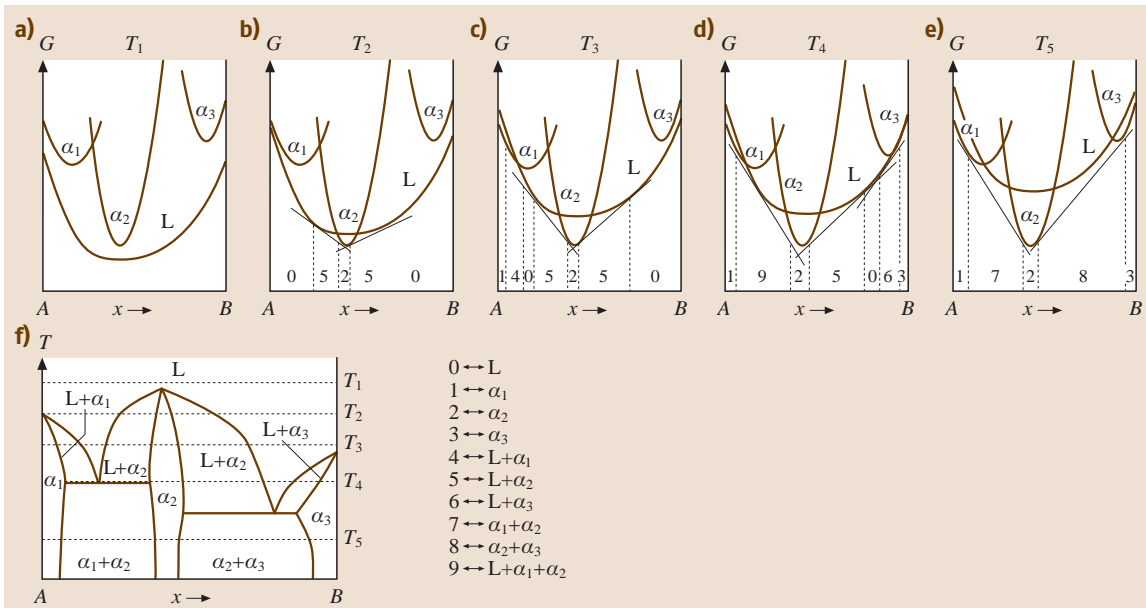 a) G T1
α1 α2 L
A x B
b) G T2
α1 α2 α3 L
0 5 2 5 0
A x B
c) G T3
α1 α2 α3 L
1 4 0 5 2 5 0
A x B
d) G T4
α1 α2 α3 L
1 9 2 5 0 6 3
A x B
e) G T5
α1 α2 α3 L
1 7 2 8 3
A x B
α3
f) T
L
T1
L+α1
T2
L+α3
T3
L+α2 L+α2
α1 α2 T4
α3
T5
α1+α2 α2+α3
A x B
0 ↔ L
1 ↔ α1
2 ↔ α2
3 ↔ α3
4 ↔ L+α1
5 ↔ L+α2
6 ↔ L+α3
7 ↔ α1+α2
8 ↔ α2+α3
9 ↔ L+α1+α2